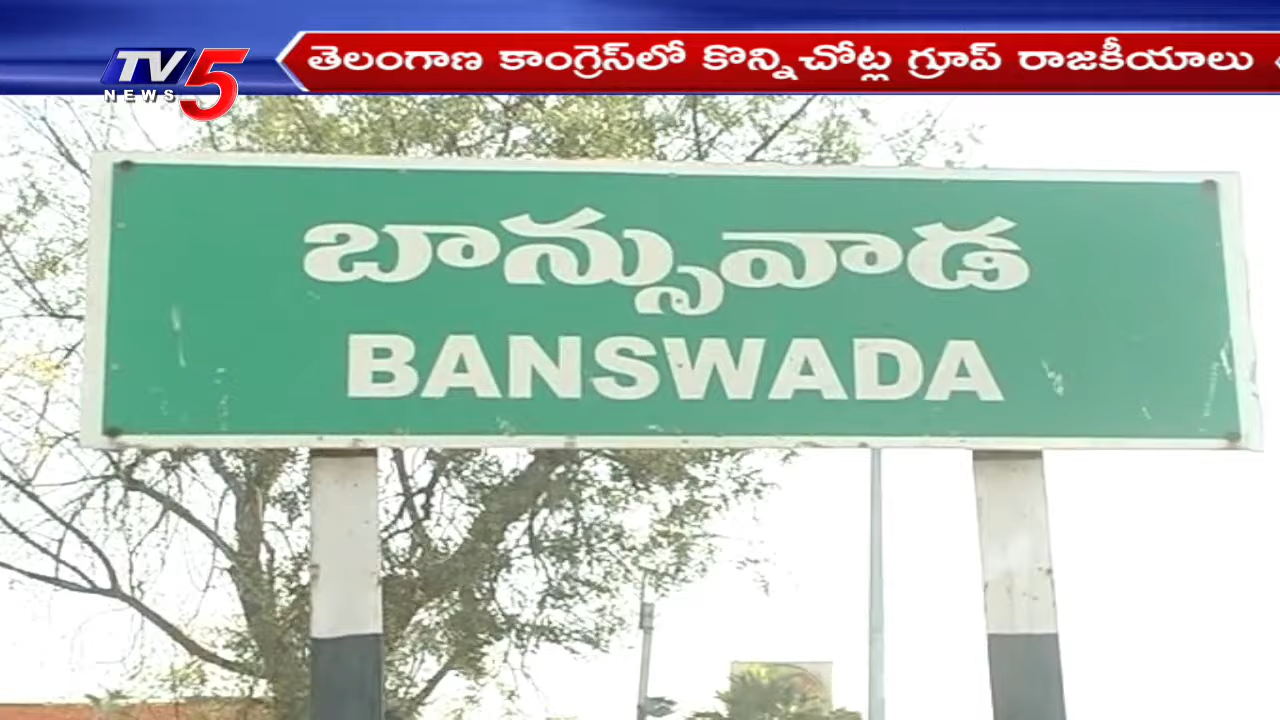 తెలంగాణ కాంగ్రెస్‌లో కొన్నిచోట్ల గ్రూప్ రాజకీయాలు
TV5
NEWS
బాన్సువాడ
BANSWADA